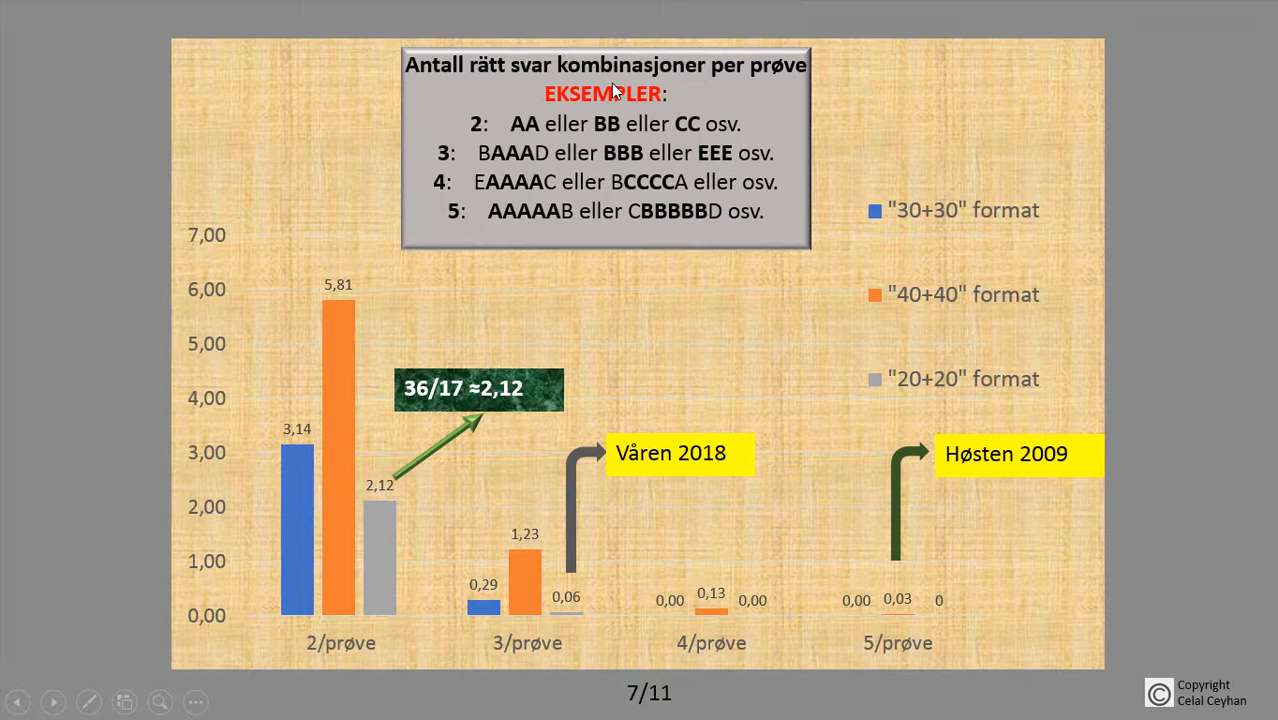 Antall rätt svar kombinasjoner per prøve
EKSEMPLER:
2: AA eller BB eller CC osv.
3: BAAAD eller BBB eller EEE osv.
4: EAAAAC eller BCCCCA eller osv.
5: AAAAAB eller CBBBBBD osv.
"30+30" format
"40+40" format
"20+20" format
7,00
6,00
5,00
4,00
3,00
2,00
1,00
0,00
3,14
5,81
2,12
36/17 ≈2,12
0,29
1,23
0,06
Våren 2018
0,00
0,13
0,00
0,00
0,03
0
Høsten 2009
2/prøve
3/prøve
4/prøve
5/prøve
7/11
© Copyright
Celal Ceyhan